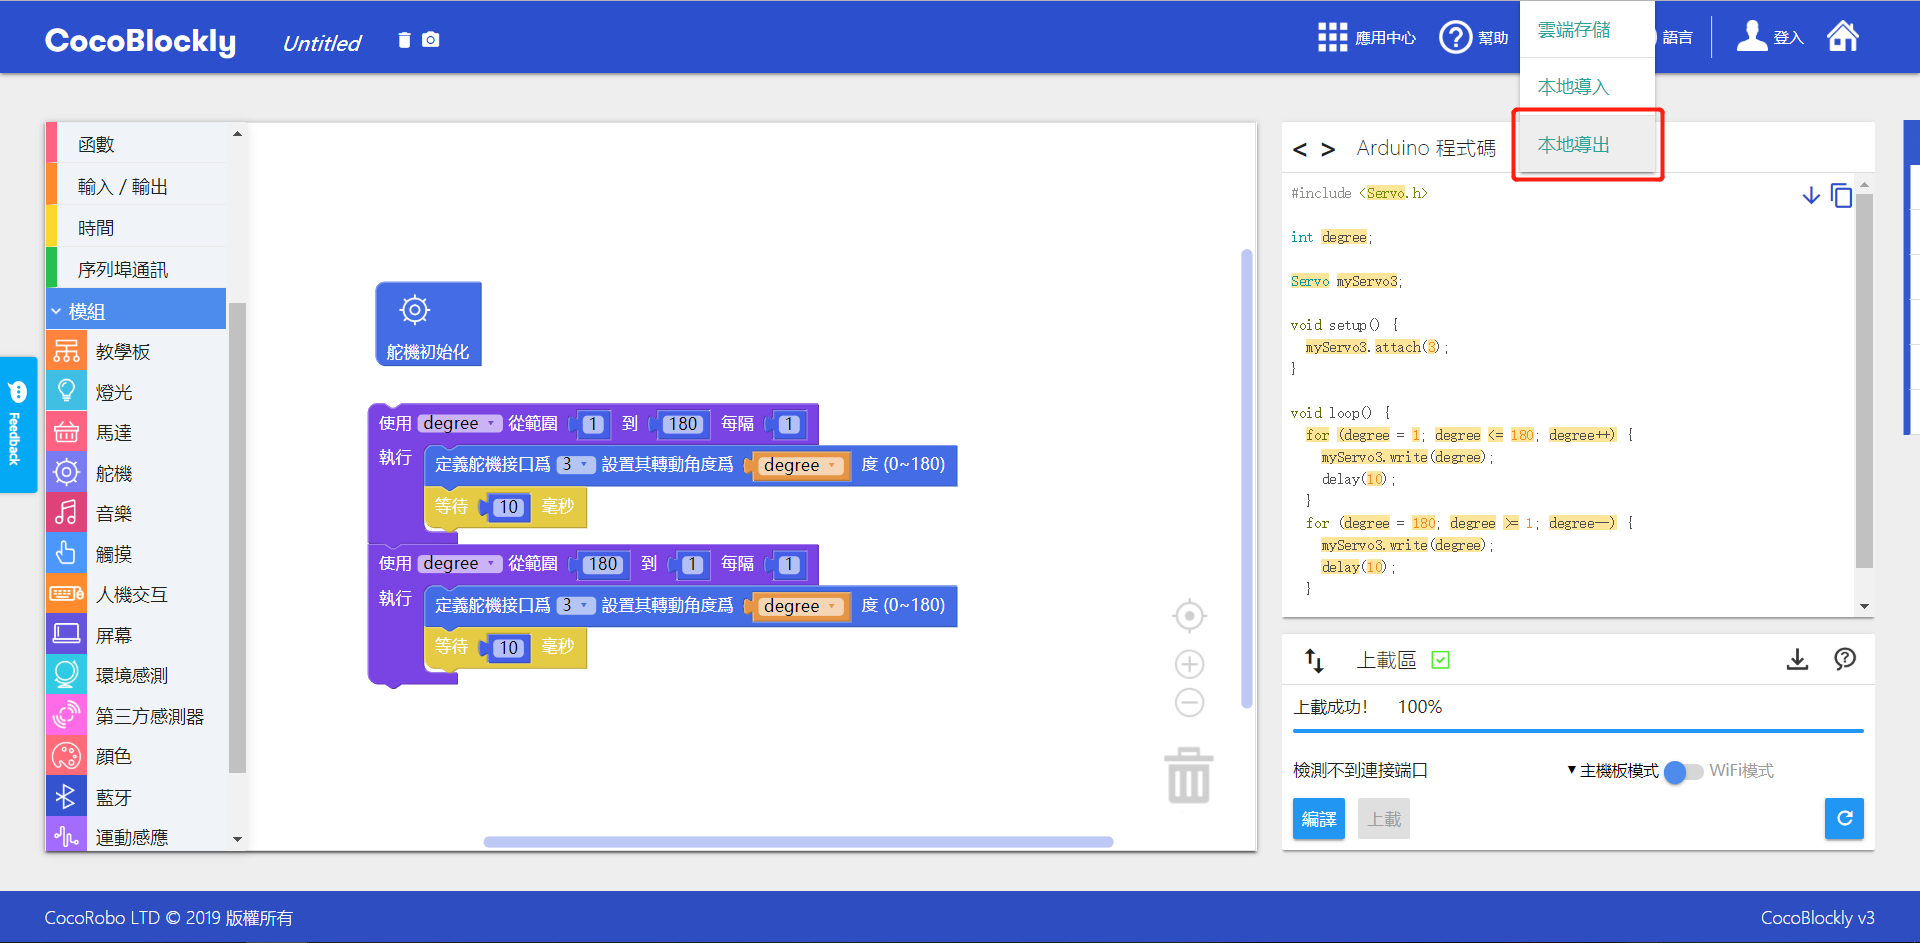 CocoBlockly
Untitled
應用中心
幫助
語言
登入
雲端存儲
本地導入
本地導出
函數
輸入 / 輸出
時間
序列埠通訊
模組
教學板
燈光
馬達
舵機
音樂
觸摸
人機交互
屏幕
環境感測
第三方感測器
顏色
藍牙
運動感應
Feedback
舵機初始化
使用 degree 從範圍 1 到 180 每隔 1
執行 定義舵機接口爲 3 設置其轉動角度爲 degree 度 (0~180)
等待 10 毫秒
使用 degree 從範圍 180 到 1 每隔 1
執行 定義舵機接口爲 3 設置其轉動角度爲 degree 度 (0~180)
等待 10 毫秒
< > Arduino 程式碼
#include <Servo.h>
int degree;
Servo myServo3;
void setup() {
myServo3.attach(3);
}
void loop() {
for (degree = 1; degree <= 180; degree++) {
myServo3.write(degree);
delay(10);
}
for (degree = 180; degree >= 1; degree--) {
myServo3.write(degree);
delay(10);
}
上載區
上載成功! 100%
檢測不到連接端口
▼主機板模式 WiFi模式
編譯 上載
CocoRobo LTD © 2019 版權所有
CocoBlockly v3